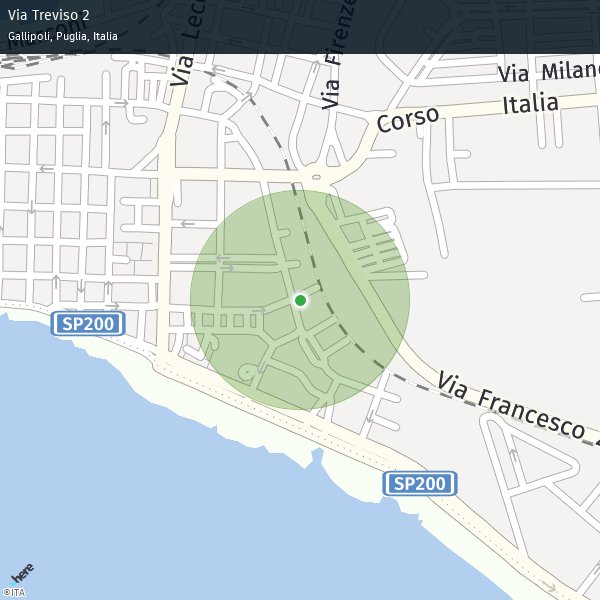 Via Treviso 2
Gallipoli, Puglia, Italia
Via Lecc
Via Firenze
Via Milano
Corso Italia
SP200
Via Francesco
SP200
here
©ITA